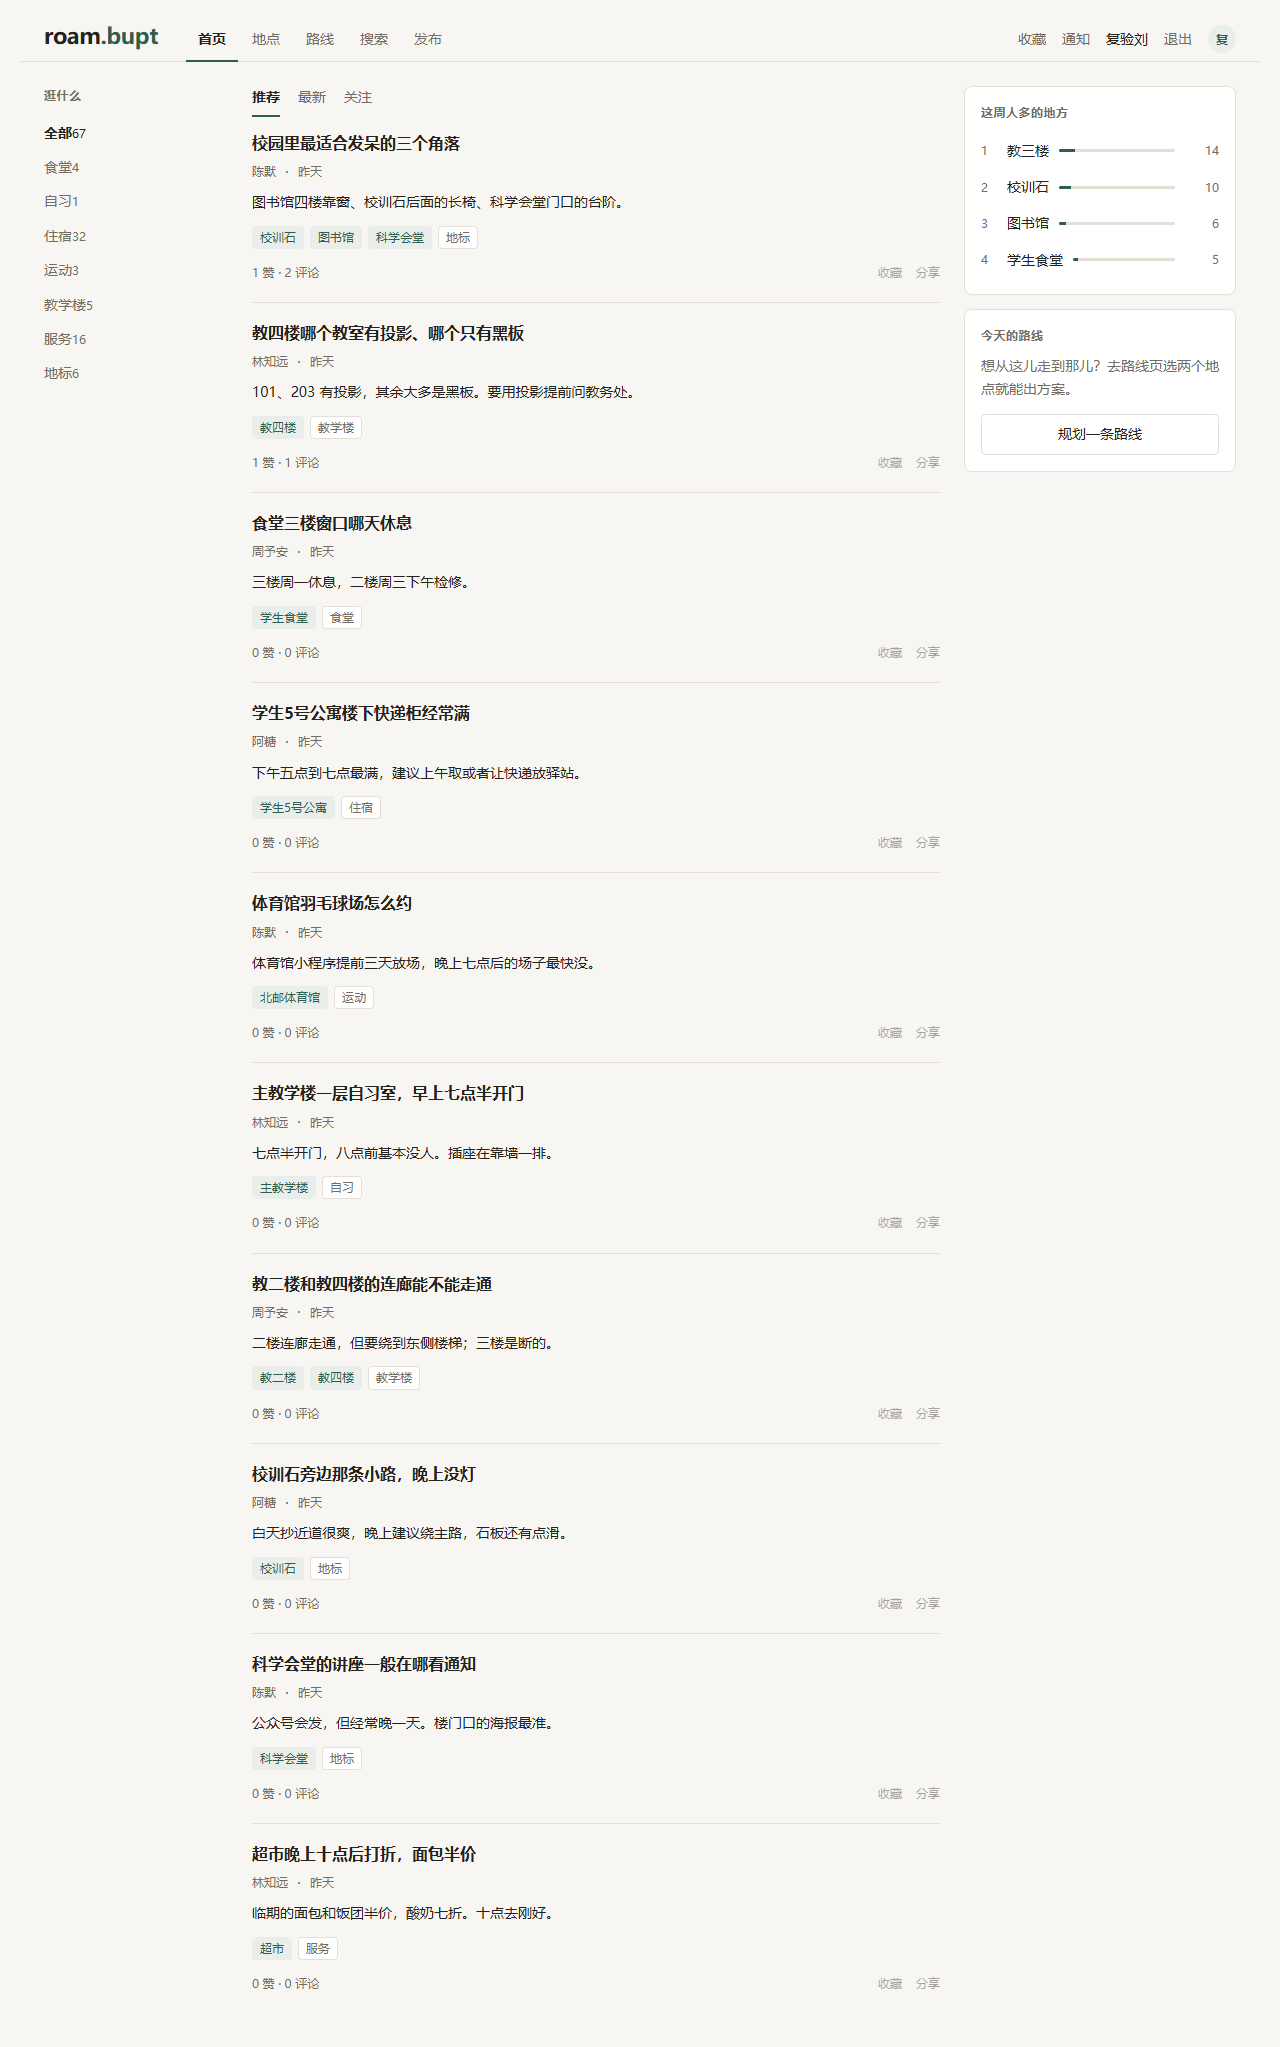 roam.bupt 首页 地点 路线 搜索 发布 收藏 通知 复验刘 退出 复
逛什么
全部67
食堂4
自习1
住宿32
运动3
教学楼5
服务16
地标6
推荐 最新 关注
校园里最适合发呆的三个角落
陈默 · 昨天
图书馆四楼靠窗、校训石后面的长椅、科学会堂门口的台阶。
校训石 图书馆 科学会堂 地标
1 赞 · 2 评论 收藏 分享
教四楼哪个教室有投影、哪个只有黑板
林知远 · 昨天
101、203 有投影，其余大多是黑板。要用投影提前问教务处。
教四楼 教学楼
1 赞 · 1 评论 收藏 分享
食堂三楼窗口哪天休息
周予安 · 昨天
三楼周一休息，二楼周三下午检修。
学生食堂 食堂
0 赞 · 0 评论 收藏 分享
学生5号公寓楼下快递柜经常满
阿糖 · 昨天
下午五点到七点最满，建议上午取或者让快递放驿站。
学生5号公寓 住宿
0 赞 · 0 评论 收藏 分享
体育馆羽毛球场怎么约
陈默 · 昨天
体育馆小程序提前三天放场，晚上七点后的场子最快没。
北邮体育馆 运动
0 赞 · 0 评论 收藏 分享
主教学楼一层自习室，早上七点半开门
林知远 · 昨天
七点半开门，八点前基本没人。插座在靠墙一排。
主教学楼 自习
0 赞 · 0 评论 收藏 分享
教二楼和教四楼的连廊能不能走通
周予安 · 昨天
二楼连廊走通，但要绕到东侧楼梯；三楼是断的。
教二楼 教四楼 教学楼
0 赞 · 0 评论 收藏 分享
校训石旁边那条小路，晚上没灯
阿糖 · 昨天
白天抄近道很爽，晚上建议绕主路，石板还有点滑。
校训石 地标
0 赞 · 0 评论 收藏 分享
科学会堂的讲座一般在哪看通知
陈默 · 昨天
公众号会发，但经常晚一天。楼门口的海报最准。
科学会堂 地标
0 赞 · 0 评论 收藏 分享
超市晚上十点后打折，面包半价
林知远 · 昨天
临期的面包和饭团半价，酸奶七折。十点去刚好。
超市 服务
0 赞 · 0 评论 收藏 分享
这周人多的地方
1 教三楼 14
2 校训石 10
3 图书馆 6
4 学生食堂 5
今天的路线
想从这儿走到那儿？去路线页选两个地
点就能出方案。
规划一条路线